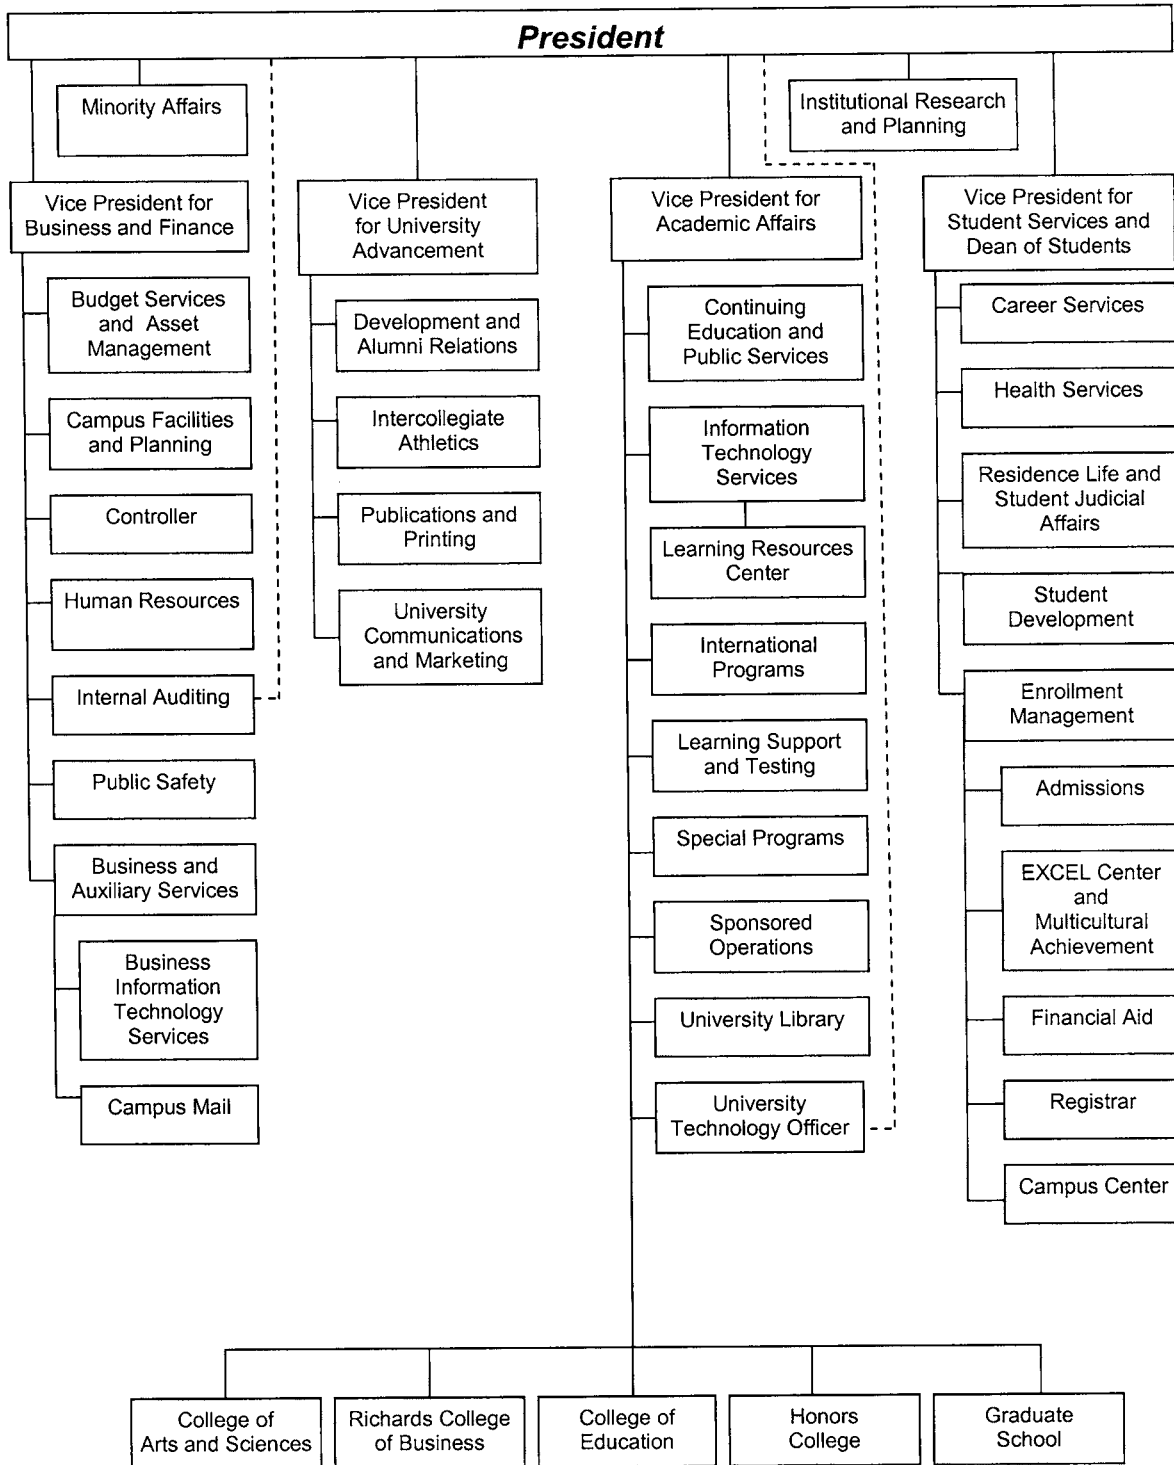 President
Minority Affairs
Institutional Research
and Planning
Vice President for
Business and Finance
Budget Services
and Asset
Management
Campus Facilities
and Planning
Controller
Human Resources
Internal Auditing
Public Safety
Business and
Auxiliary Services
Business
Information
Technology
Services
Campus Mail
Vice President
for University
Advancement
Development and
Alumni Relations
Intercollegiate
Athletics
Publications and
Printing
University
Communications
and Marketing
Vice President for
Academic Affairs
Continuing
Education and
Public Services
Information
Technology
Services
Learning Resources
Center
International
Programs
Learning Support
and Testing
Special Programs
Sponsored
Operations
University Library
University
Technology Officer
Vice President for
Student Services and
Dean of Students
Career Services
Health Services
Residence Life and
Student Judicial
Affairs
Student
Development
Enrollment
Management
Admissions
EXCEL Center
and
Multicultural
Achievement
Financial Aid
Registrar
Campus Center
College of
Arts and Sciences
Richards College
of Business
College of
Education
Honors
College
Graduate
School